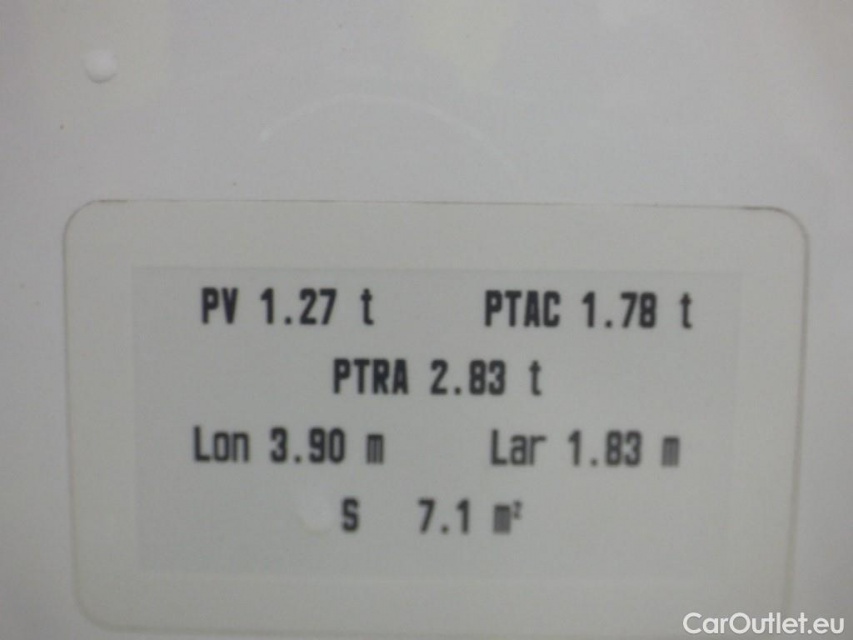 PV 1.27 t PTAC 1.78 t
PTRA 2.83 t
Lon 3.90 m Lar 1.83 m
S 7.1 m²
CarOutlet.eu